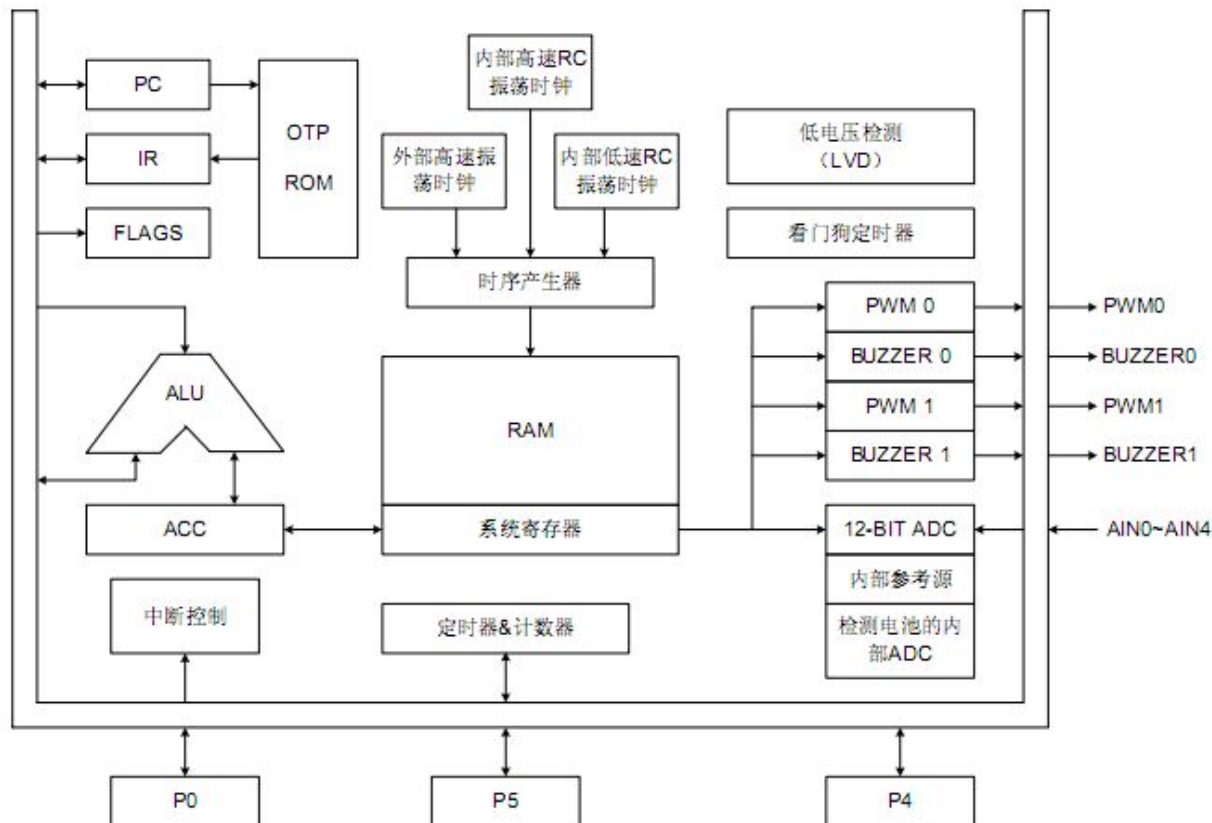 PC
IR
FLAGS
OTP
ROM
内部高速RC
振荡时钟
外部高速振
荡时钟
内部低速RC
振荡时钟
时序产生器
低电压检测
（LVD）
看门狗定时器
ALU
ACC
RAM
系统寄存器
PWM 0
BUZZER 0
PWM 1
BUZZER 1
12-BIT ADC
内部参考源
检测电池的内
部ADC
PWM0
BUZZER0
PWM1
BUZZER1
AIN0~AIN4
中断控制
定时器&计数器
P0
P5
P4